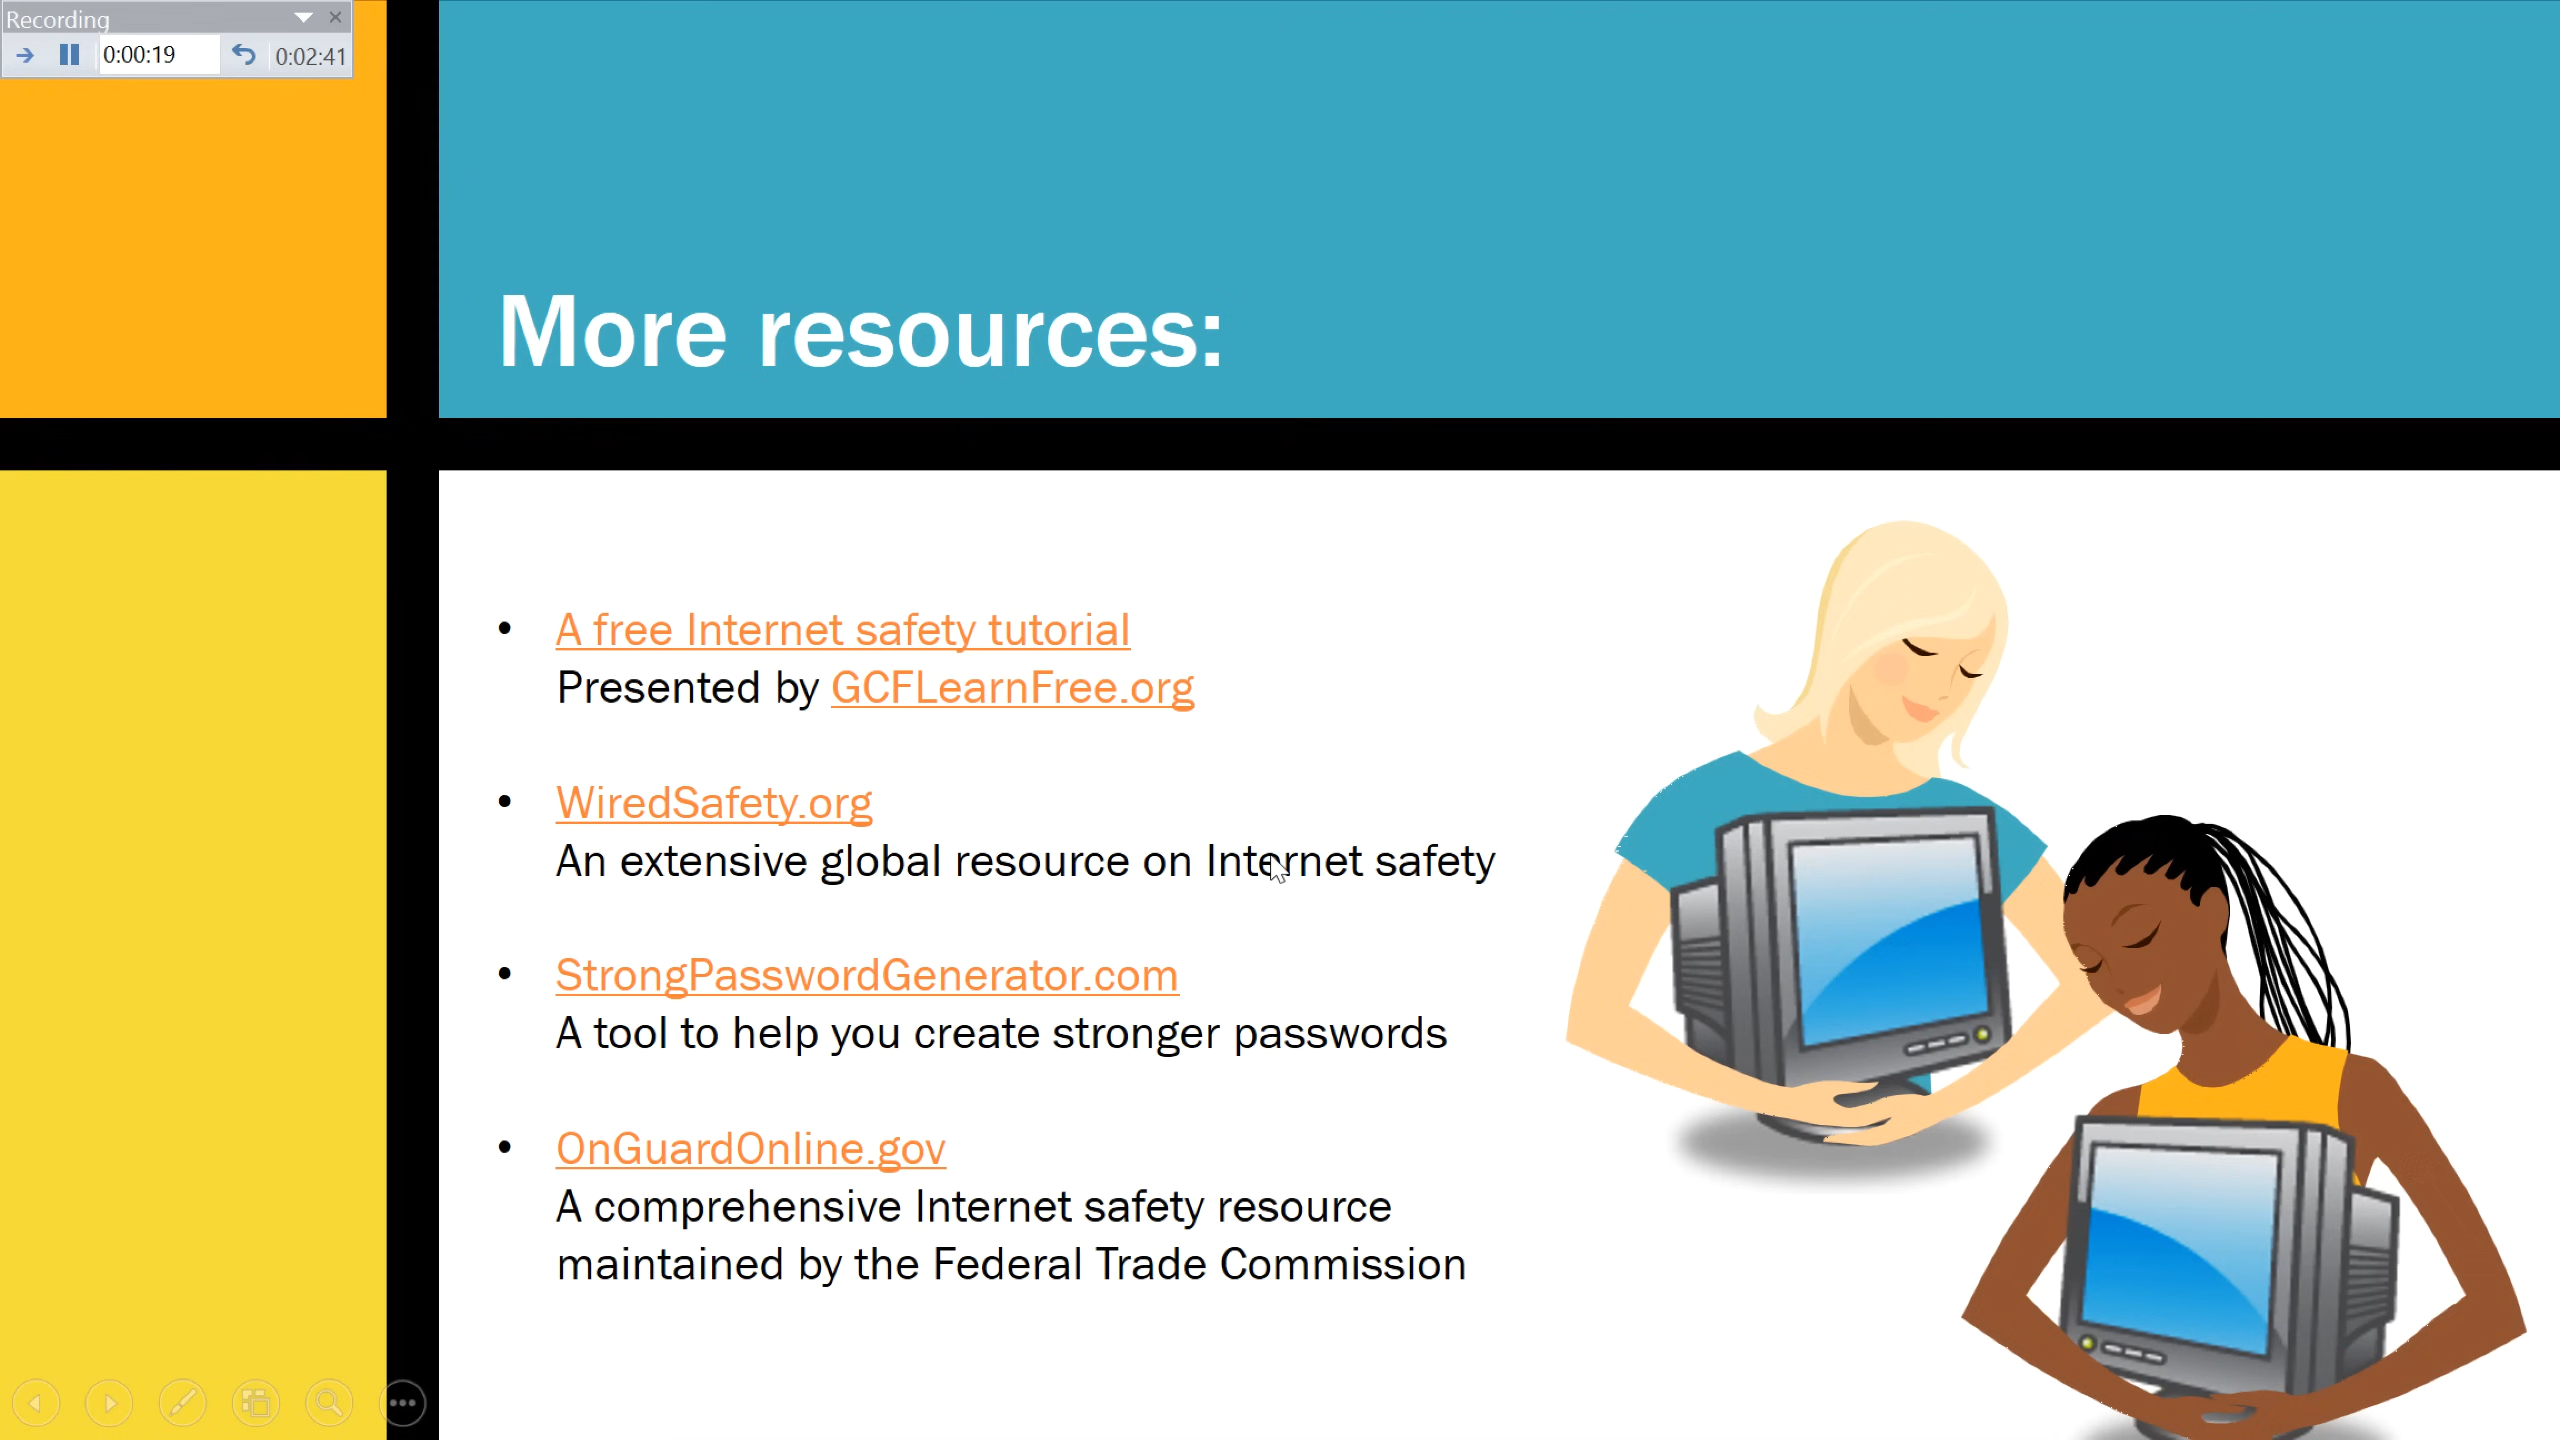 Recording
0:00:19
0:02:41
More resources:
• A free Internet safety tutorial
Presented by GCFLearnFree.org
• WiredSafety.org
An extensive global resource on Internet safety
• StrongPasswordGenerator.com
A tool to help you create stronger passwords
• OnGuardOnline.gov
A comprehensive Internet safety resource
maintained by the Federal Trade Commission